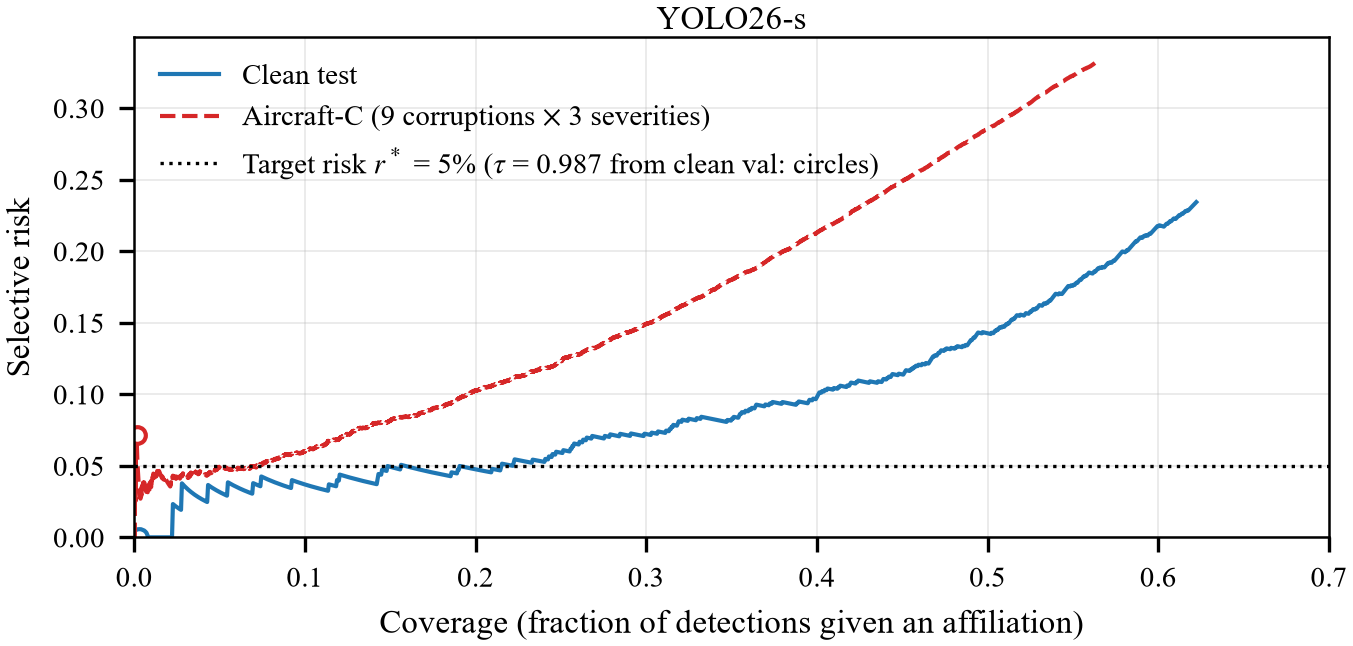 YOLO26-s
Clean test
Aircraft-C (9 corruptions × 3 severities)
Target risk r* = 5% (τ = 0.987 from clean val: circles)
Selective risk
0.30
0.25
0.20
0.15
0.10
0.05
0.00
0.0 0.1 0.2 0.3 0.4 0.5 0.6 0.7
Coverage (fraction of detections given an affiliation)